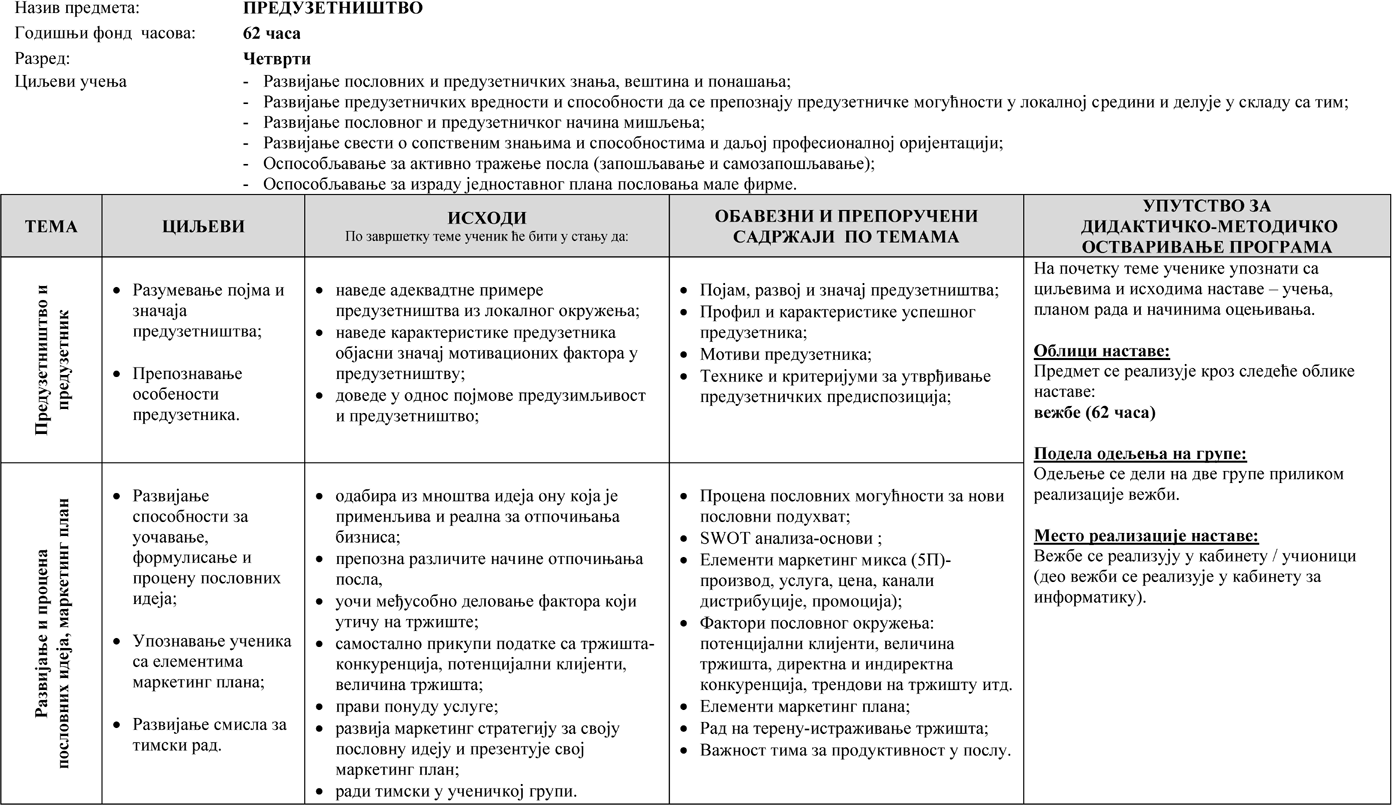 Назив предмета: ПРЕДУЗЕТНИШТВО
Годишњи фонд часова: 62 часа
Разред: Четврти
Циљеви учења
- Развијање пословних и предузетничких знања, вештина и понашања;
- Развијање предузетничких вредности и способности да се препознају предузетничке могућности у локалној средини и делује у складу са тим;
- Развијање пословног и предузетничког начина мишљења;
- Развијање свести о сопственим знањима и способностима и даљој професионалној оријентацији;
- Оспособљавање за активно тражење посла (запошљавање и самозапошљавање);
- Оспособљавање за израду једноставног плана пословања мале фирме.
ТЕМА
ЦИЉЕВИ
ИСХОДИ
По завршетку теме ученик ће бити у стању да:
ОБАВЕЗНИ И ПРЕПОРУЧЕНИ
САДРЖАЈИ ПО ТЕМАМА
УПУТСТВО ЗА
ДИДАКТИЧКО-МЕТОДИЧКО
ОСТВАРИВАЊЕ ПРОГРАМА
Предузетништво и
предузетник
• Разумевање појма и
значаја
предузетништва;
• Препознавање
особености
предузетника.
• наведе адеквадтне примере
предузетништва из локалног окружења;
• наведе карактеристике предузетника
објасни значај мотивационих фактора у
предузетништву;
• доведе у однос појмове предузимљивост
и предузетништво;
• Појам, развој и значај предузетништва;
• Профил и карактеристике успешног
предузетника;
• Мотиви предузетника;
• Технике и критеријуми за утврђивање
предузетничких предиспозиција;
На почетку теме ученике упознати са
циљевима и исходима наставе – учења,
планом рада и начинима оцењивања.
Облици наставе:
Предмет се реализује кроз следеће облике
наставе:
вежбе (62 часа)
Подела одељења на групе:
Одељење се дели на две групе приликом
реализације вежби.
Место реализације наставе:
Вежбе се реализују у кабинету / учионици
(део вежби се реализује у кабинету за
информатику).
Развијање и процена
пословних идеја, маркетинг план
• Развијање
способности за
уочавање,
формулисање и
процену пословних
идеја;
• Упознавање ученика
са елементима
маркетинг плана;
• Развијање смисла за
тимски рад.
• одабира из мноштва идеја ону која је
применљива и реална за отпочињања
бизниса;
• препозна различите начине отпочињања
посла,
• уочи међусобно деловање фактора који
утичу на тржиште;
• самостално прикупи податке са тржишта-
конкуренција, потенцијални клијенти,
величина тржишта;
• прави понуду услуге;
• развија маркетинг стратегију за своју
пословну идеју и презентује свој
маркетинг план;
• ради тимски у ученичкој групи.
• Процена пословних могућности за нови
пословни подухват;
• SWOT анализа-основи ;
• Елементи маркетинг микса (5П)-
производ, услуга, цена, канали
дистрибуције, промоција);
• Фактори пословног окружења:
потенцијални клијенти, величина
тржишта, директна и индиректна
конкуренција, трендови на тржишту итд.
• Елементи маркетинг плана;
• Рад на терену-истраживање тржишта;
• Важност тима за продуктивност у послу.